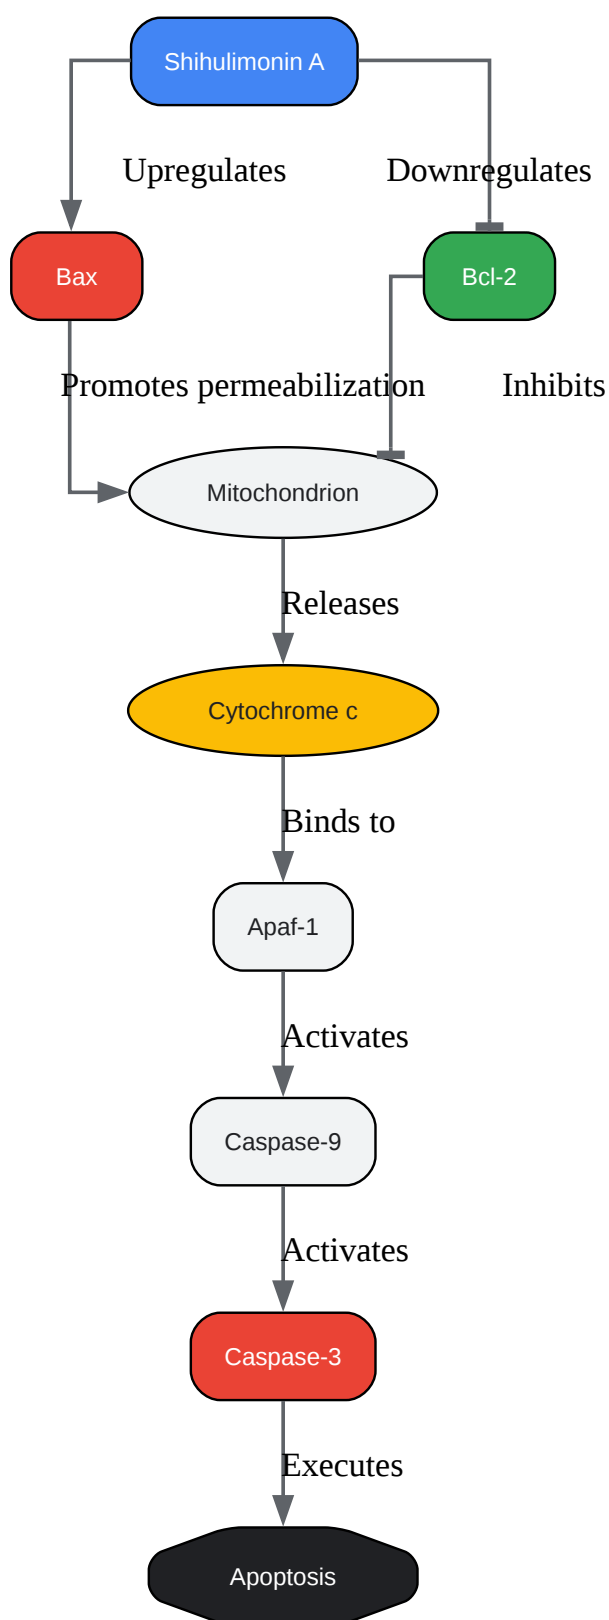 Shihulimonin A
Upregulates
Downregulates
Bax
Bcl-2
Promotes permeabilization
Inhibits
Mitochondrion
Releases
Cytochrome c
Binds to
Apaf-1
Activates
Caspase-9
Activates
Caspase-3
Executes
Apoptosis